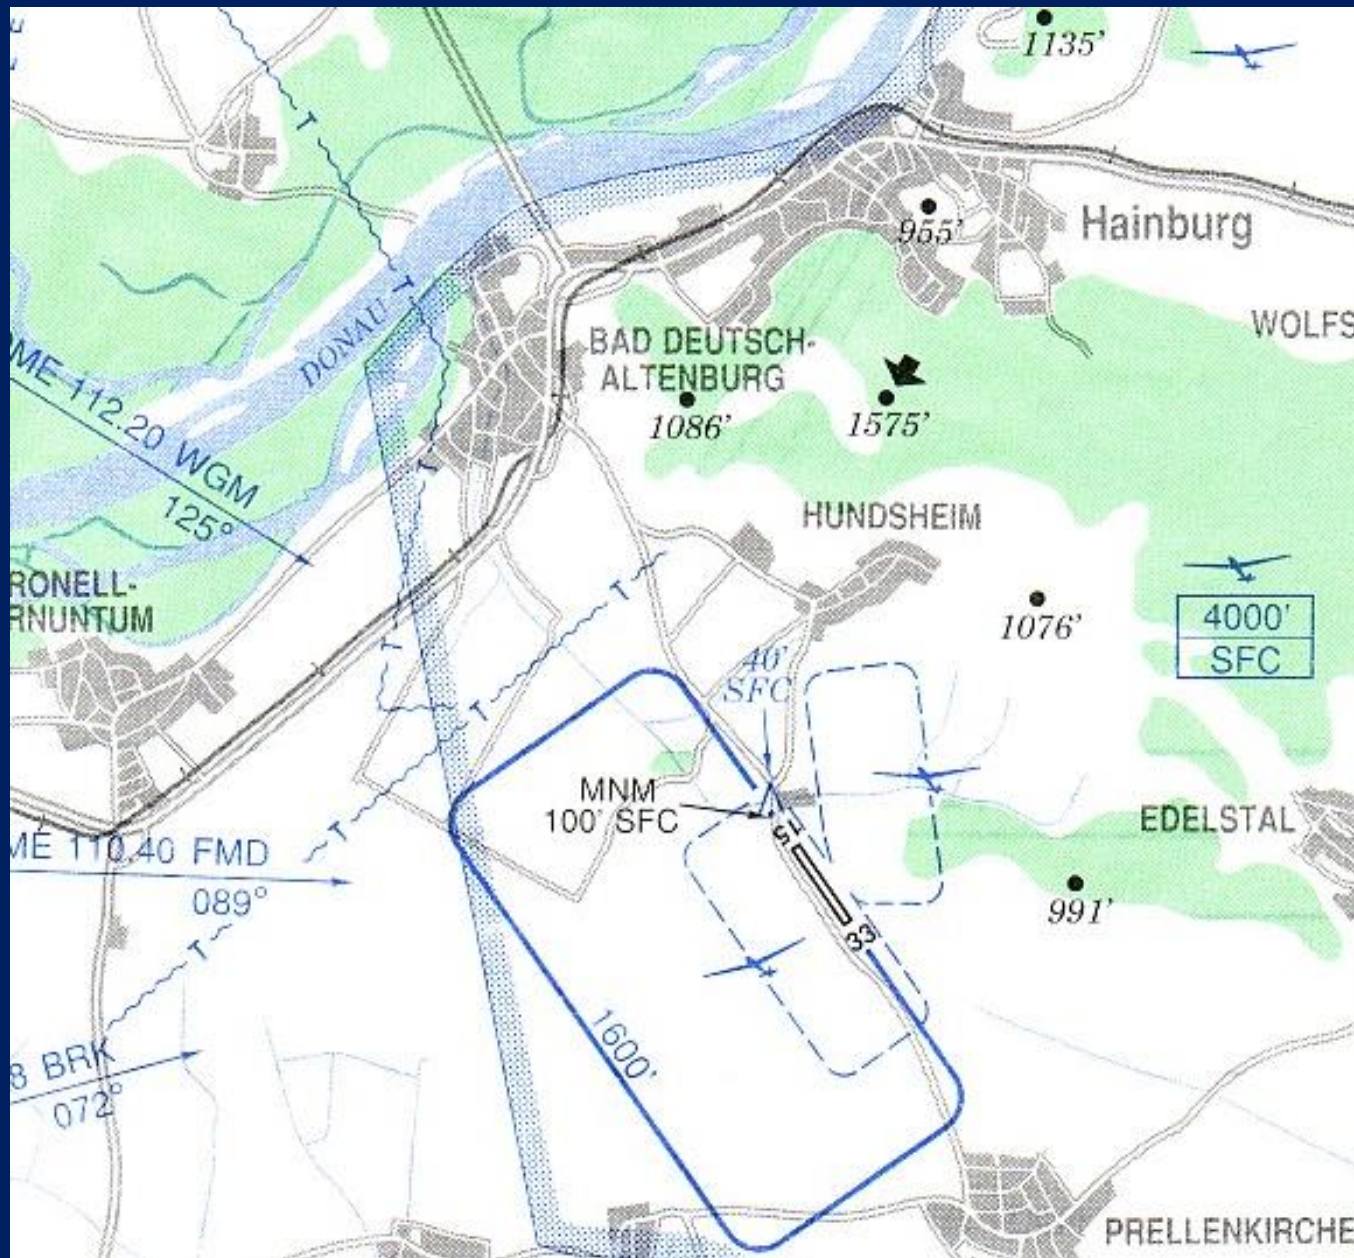 1135'
955'
Hainburg
WOLFS
DONAU
BAD DEUTSCH-
ALTENBURG
1086'
1575'
ME 112.20 WGM
125°
HUNDSHEIM
RONELL-
RNUNTUM
1076'
4000'
SFC
40'
SFC
MNM
100' SFC
EDELSTAL
ME 110.40 FMD
089°
991'
15
33
1600'
8 BRK
072°
PRELLENKIRCHE
T
T
T
T
T
T
T
T